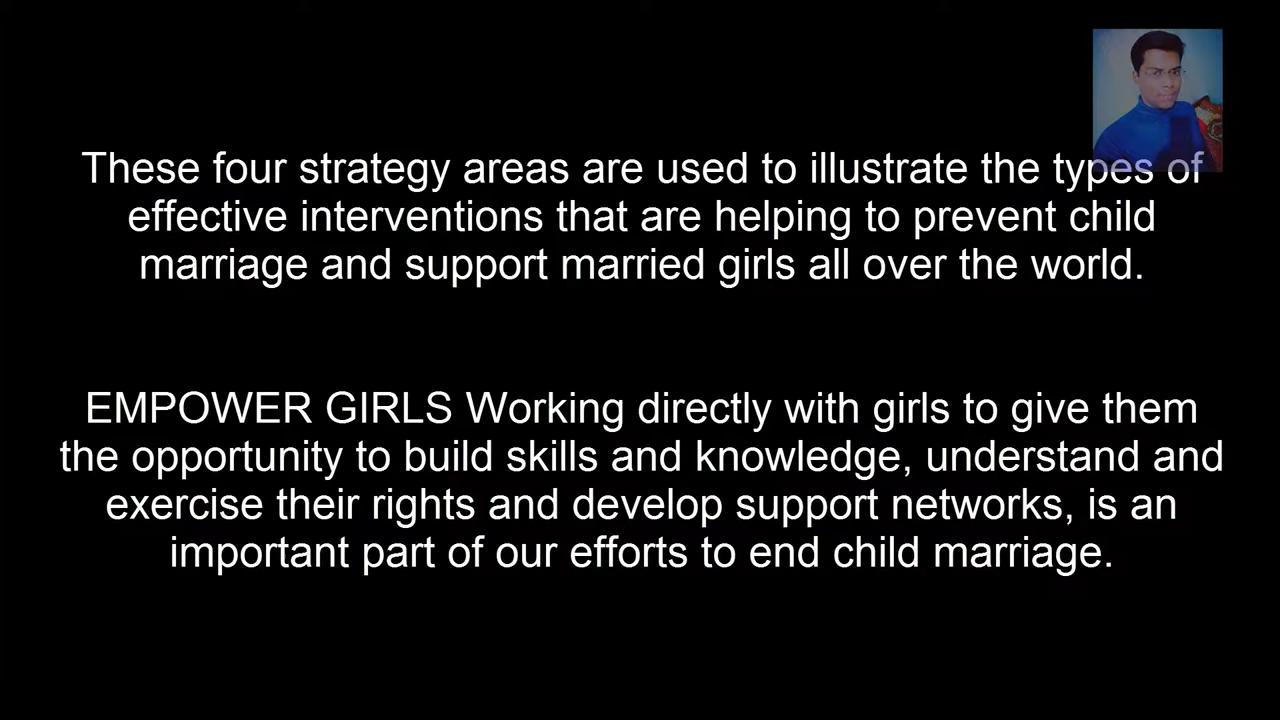 These four strategy areas are used to illustrate the types of
effective interventions that are helping to prevent child
marriage and support married girls all over the world.
EMPOWER GIRLS Working directly with girls to give them
the opportunity to build skills and knowledge, understand and
exercise their rights and develop support networks, is an
important part of our efforts to end child marriage.